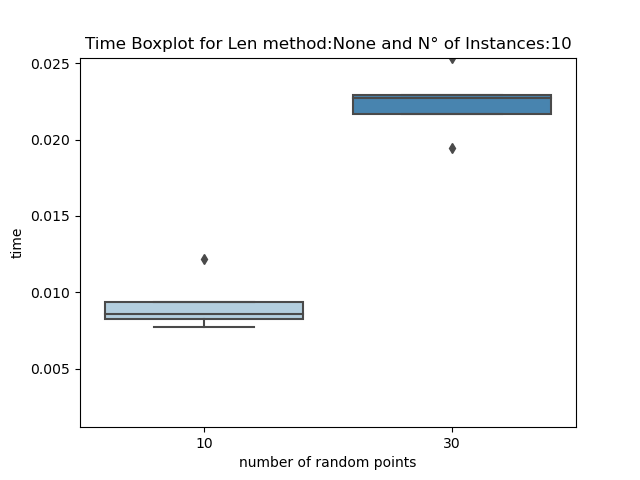 Time Boxplot for Len method:None and N° of Instances:10
0.025
0.020
0.015
0.010
0.005
time
10 30
number of random points